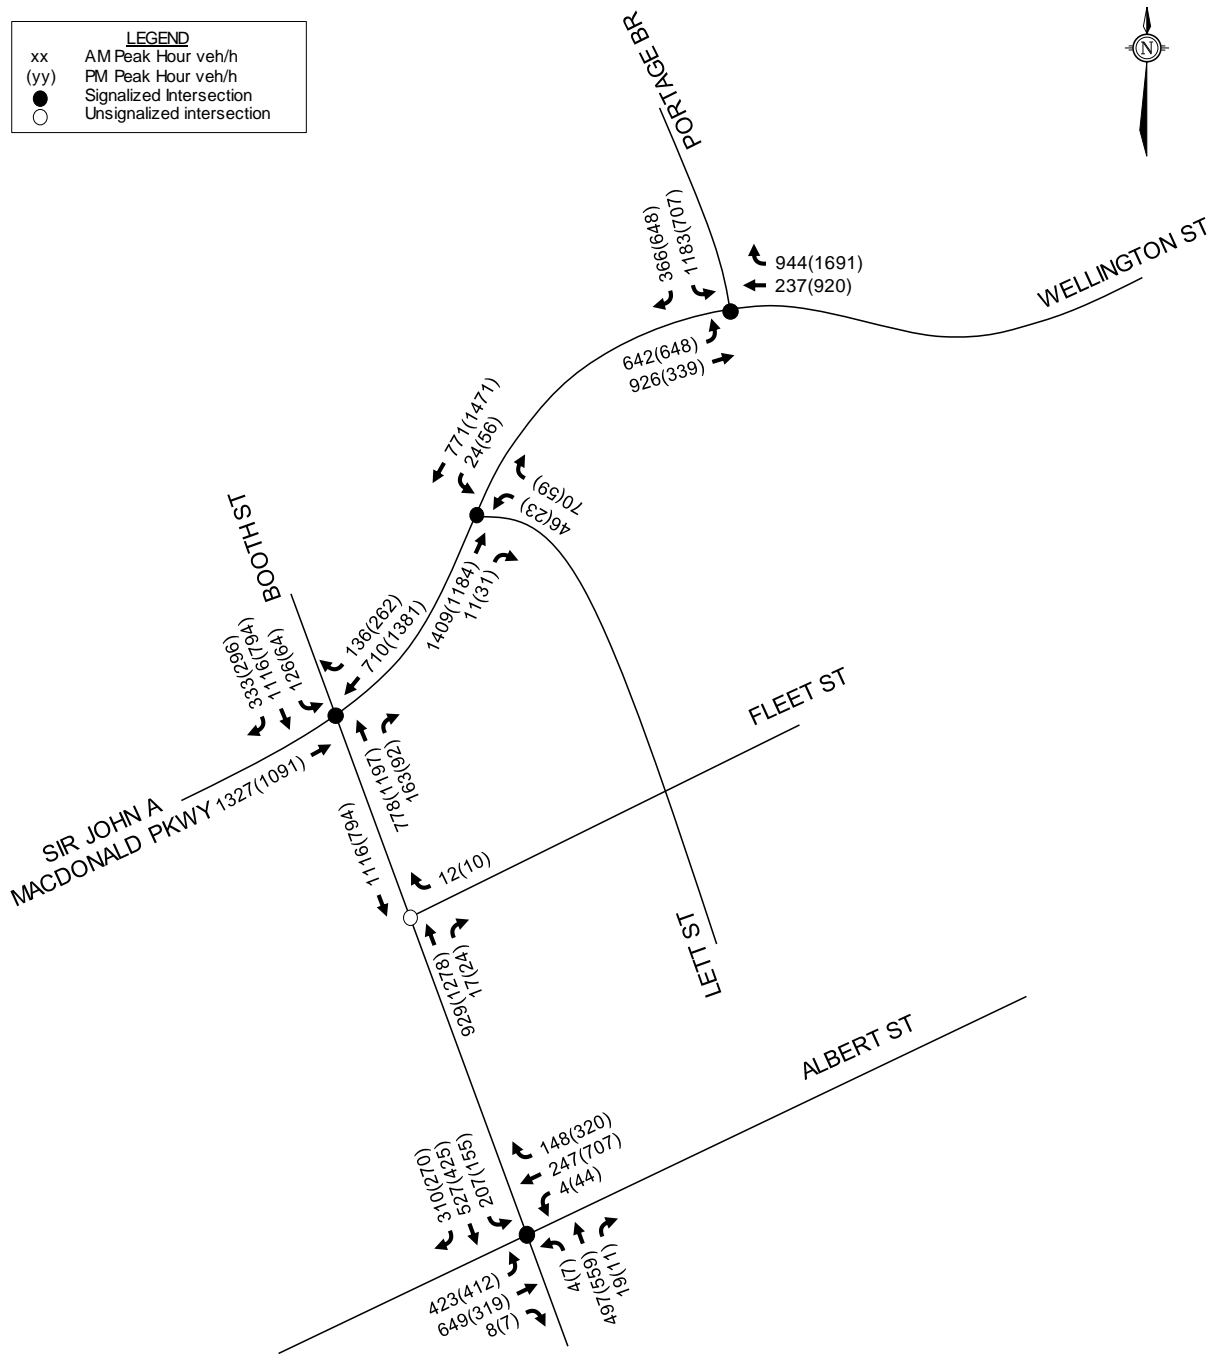 LEGEND
xx AM Peak Hour veh/h
(yy) PM Peak Hour veh/h
Signalized Intersection
Unsignalized intersection
N
PORTAGE BR
WELLINGTON ST
366(648)
1183(707)
944(1691)
237(920)
642(648)
926(339)
771(1471)
24(56)
70(59)
46(23)
1409(1184)
11(31)
BOOTH ST
136(262)
710(1381)
333(296)
1116(794)
126(64)
1327(1091)
778(1197)
163(92)
SIR JOHN A
MACDONALD PKWY
FLEET ST
1116(794)
12(10)
929(1278)
17(24)
LETT ST
ALBERT ST
148(320)
247(707)
4(44)
310(270)
527(425)
207(155)
423(412)
649(319)
8(7)
4(7)
497(559)
19(11)